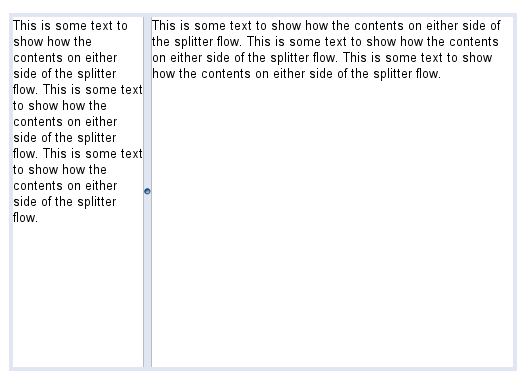 This is some text to
show how the
contents on either
side of the splitter
flow. This is some text
to show how the
contents on either
side of the splitter
flow. This is some text
to show how the
contents on either
side of the splitter
flow.
This is some text to show how the contents on either side of
the splitter flow. This is some text to show how the contents
on either side of the splitter flow. This is some text to show
how the contents on either side of the splitter flow.